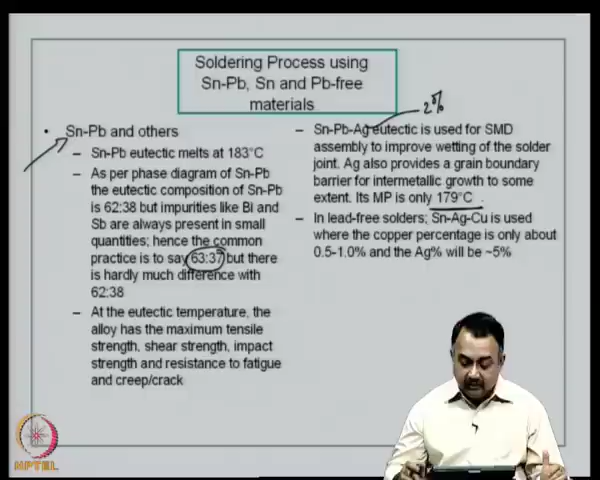 Soldering Process using
Sn-Pb, Sn and Pb-free
materials
• Sn-Pb and others
– Sn-Pb eutectic melts at 183°C
– As per phase diagram of Sn-Pb
the eutectic composition of Sn-Pb
is 62:38 but impurities like BI and
Sb are always present in small
quantities; hence the common
practice is to say 63:37 but there
is hardly much difference with
62:38
– At the eutectic temperature, the
alloy has the maximum tensile
strength, shear strength, impact
strength and resistance to fatigue
and creep/crack
2%
– Sn-Pb-Ag eutectic is used for SMD
assembly to improve wetting of the solder
joint. Ag also provides a grain boundary
barrier for intermetallic growth to some
extent. Its MP is only 179°C
– In lead-free solders; Sn-Ag-Cu is used
where the copper percentage is only about
0.5-1.0% and the Ag% will be ~5%
NPTEL